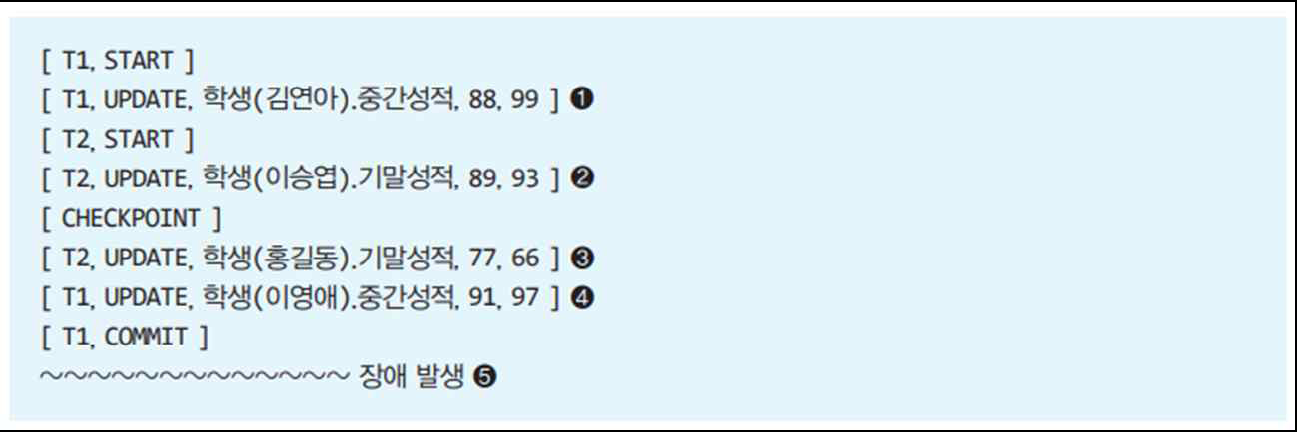 [ T1, START ]
[ T1, UPDATE, 학생(김연아).중간성적, 88, 99 ] ❶
[ T2, START ]
[ T2, UPDATE, 학생(이승엽).기말성적, 89, 93 ] ❷
[ CHECKPOINT ]
[ T2, UPDATE, 학생(홍길동).기말성적, 77, 66 ] ❸
[ T1, UPDATE, 학생(이영애).중간성적, 91, 97 ] ❹
[ T1, COMMIT ]
~~~~~~~~~~~~~ 장애 발생 ❺